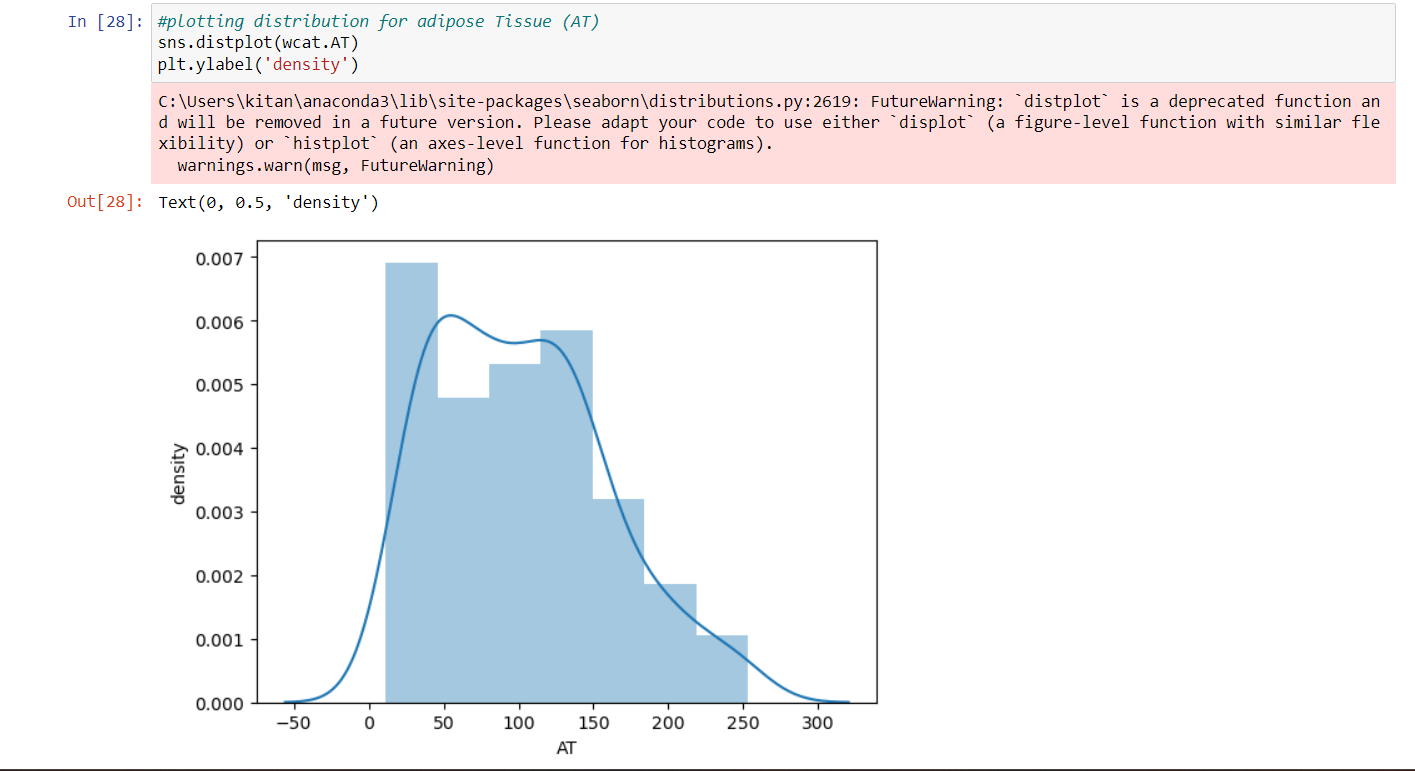 In [28]: #plotting distribution for adipose Tissue (AT)
sns.distplot(wcat.AT)
plt.ylabel('density')
C:\Users\kitan\anaconda3\lib\site-packages\seaborn\distributions.py:2619: FutureWarning: `distplot` is a deprecated function an
d will be removed in a future version. Please adapt your code to use either `displot` (a figure-level function with similar fle
xibility) or `histplot` (an axes-level function for histograms).
warnings.warn(msg, FutureWarning)
Out[28]: Text(0, 0.5, 'density')
0.007
0.006
0.005
0.004
0.003
0.002
0.001
0.000
density
−50 0 50 100 150 200 250 300
AT